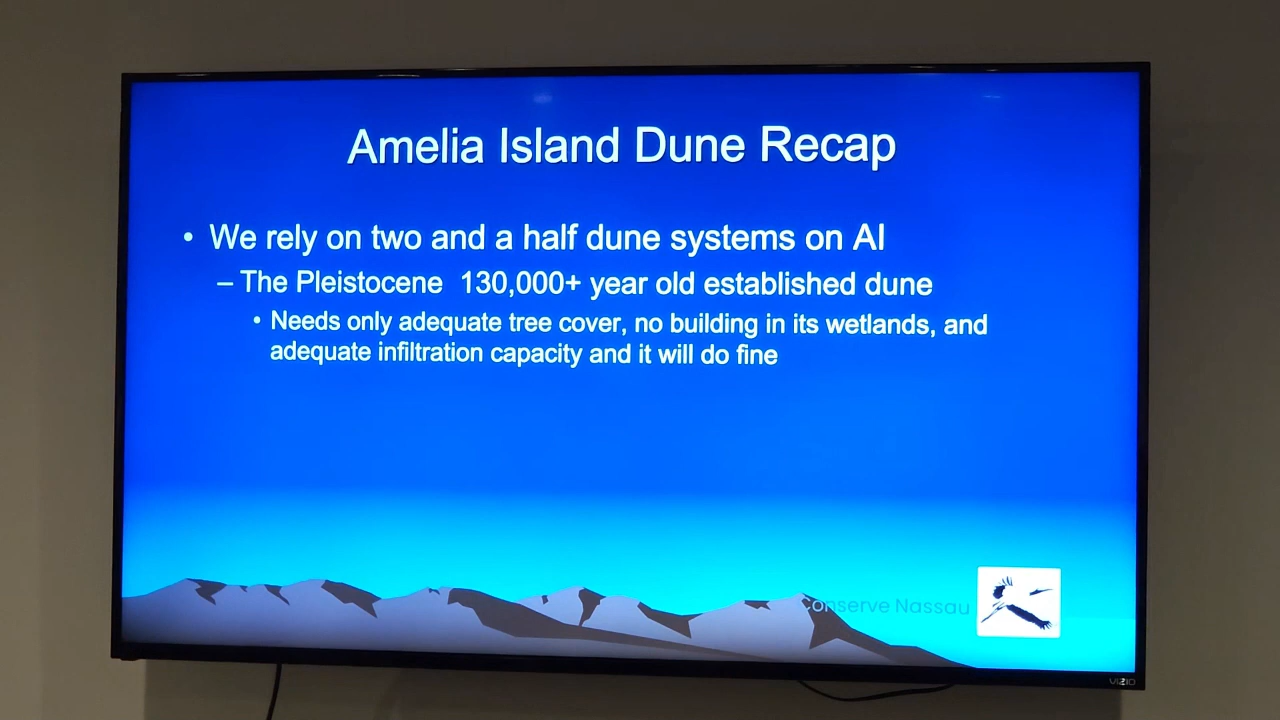 Amelia Island Dune Recap
• We rely on two and a half dune systems on AI
– The Pleistocene 130,000+ year old established dune
• Needs only adequate tree cover, no building in its wetlands, and
adequate infiltration capacity and it will do fine
Conserve Nassau
VIZIO